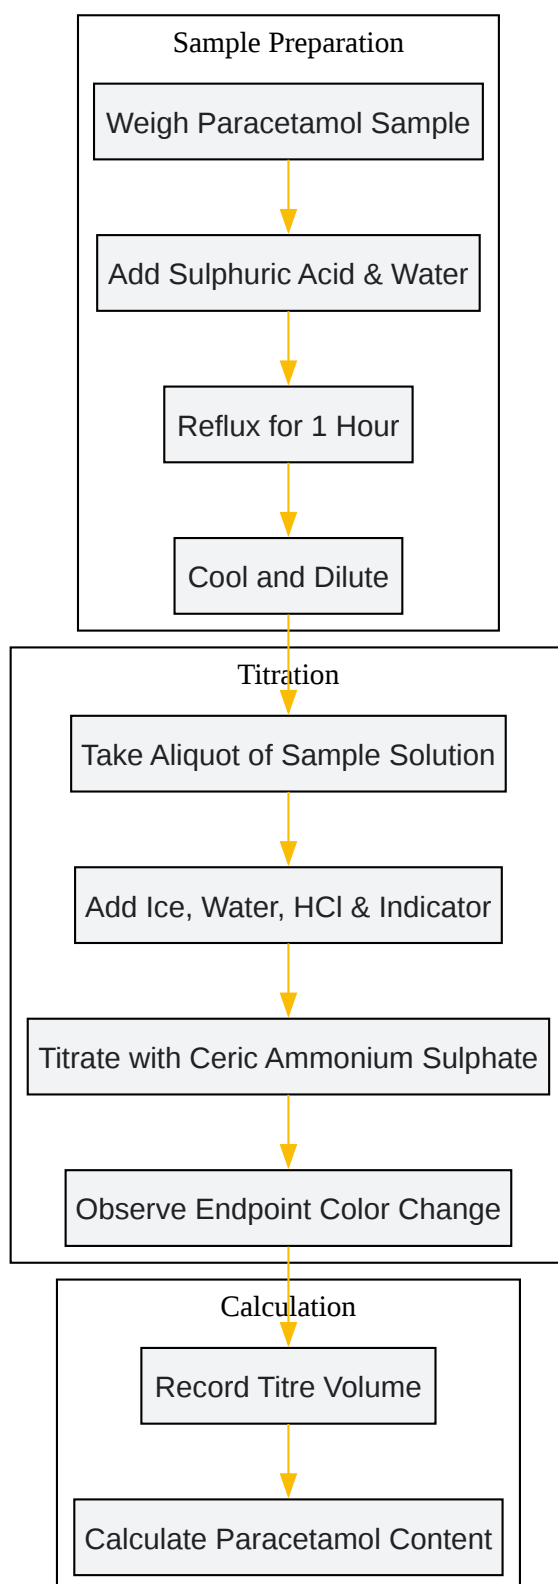 Sample Preparation
Weigh Paracetamol Sample
Add Sulphuric Acid & Water
Reflux for 1 Hour
Cool and Dilute
Titration
Take Aliquot of Sample Solution
Add Ice, Water, HCl & Indicator
Titrate with Ceric Ammonium Sulphate
Observe Endpoint Color Change
Calculation
Record Titre Volume
Calculate Paracetamol Content